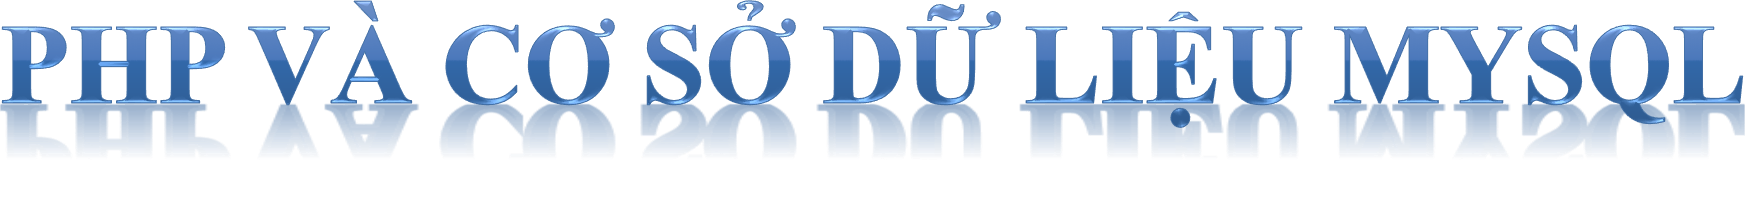 PHP VÀ CƠ SỞ DỮ LIỆU MYSQL